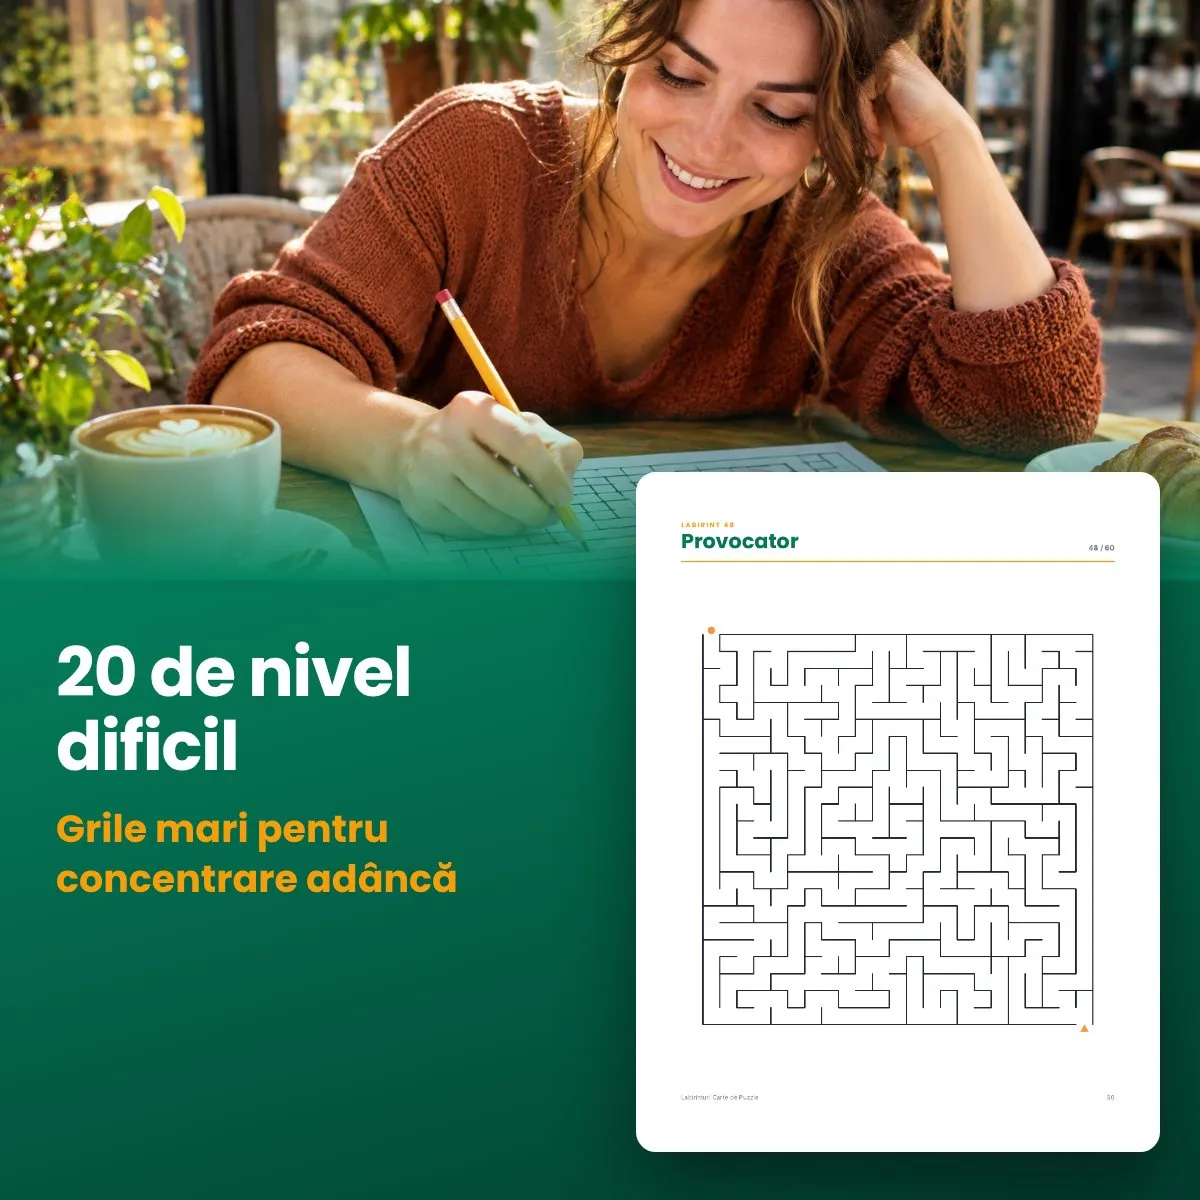 LABIRINT 48
Provocator
48 / 60
20 de nivel
dificil
Grile mari pentru
concentrare adâncă
Labirinturi Carte de Puzzle
50